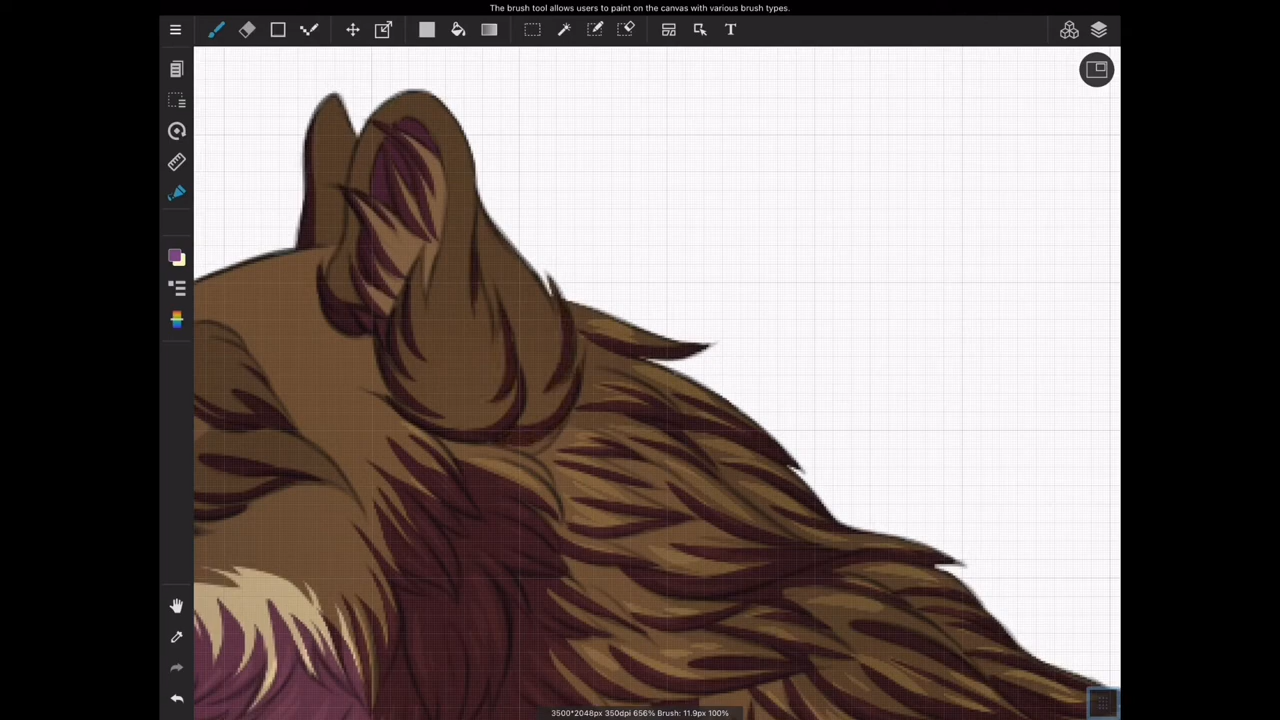 The brush tool allows users to paint on the canvas with various brush types.
T
3500*2048px 350dpi 656% Brush: 11.9px 100%